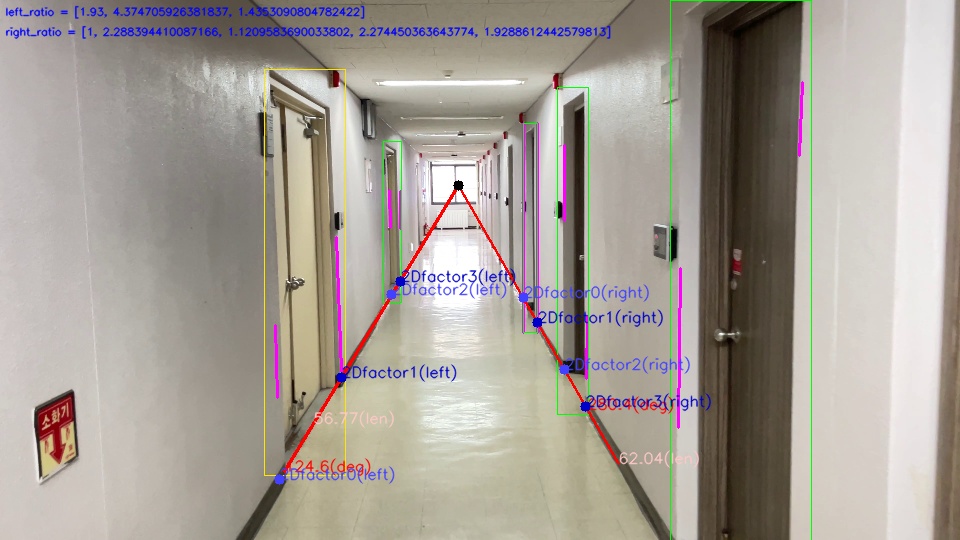 left_ratio = [1.93, 4.374705926381837, 1.4353090804782422]
right_ratio = [1, 2.288394410087166, 1.1209583690033802, 2.274450363643774, 1.9288612442579813]
2Dfactor3(left)
2Dfactor2(left)
2Dfactor0(right)
2Dfactor1(right)
2Dfactor2(right)
2Dfactor1(left)
2Dfactor3(right)
소화기
56.77(len)
62.04(len)
124.6(deg)
2Dfactor0(left)